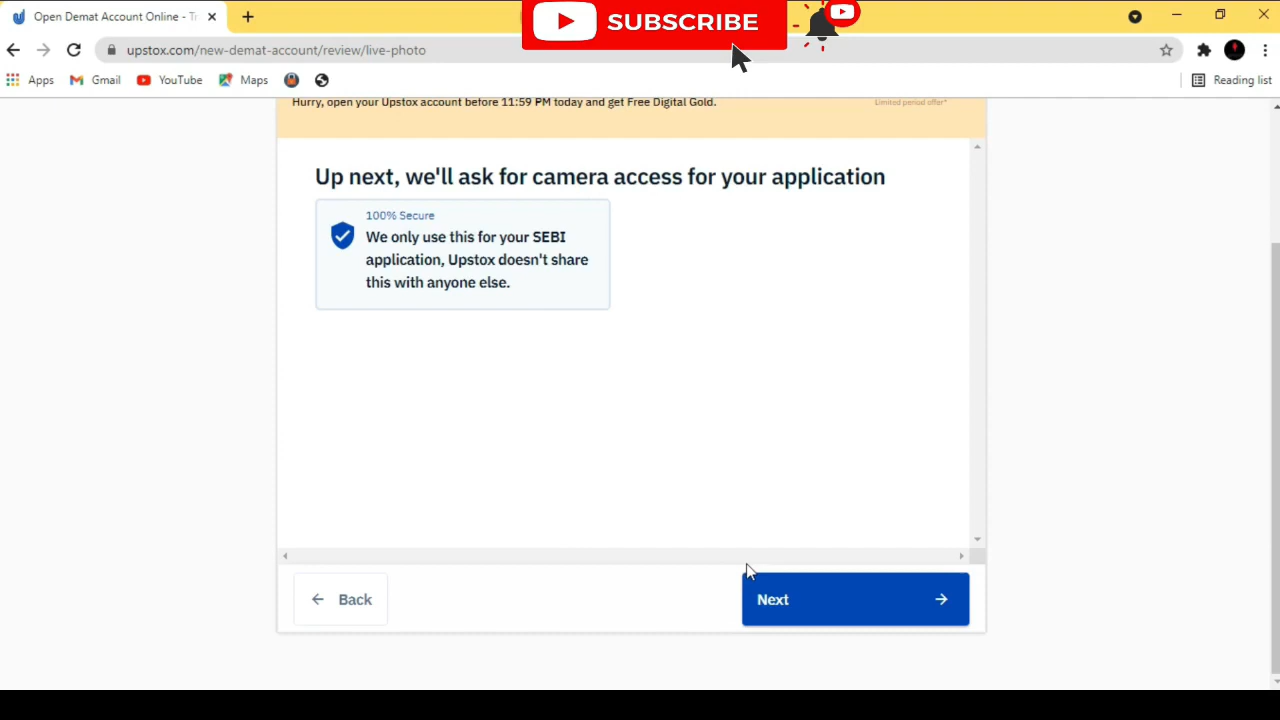 Open Demat Account Online - Tr
SUBSCRIBE
upstox.com/new-demat-account/review/live-photo
Apps Gmail YouTube Maps Reading list
Hurry, open your Upstox account before 11:59 PM today and get Free Digital Gold.
Limited period offer*
Up next, we'll ask for camera access for your application
100% Secure
We only use this for your SEBI
application, Upstox doesn't share
this with anyone else.
Back
Next